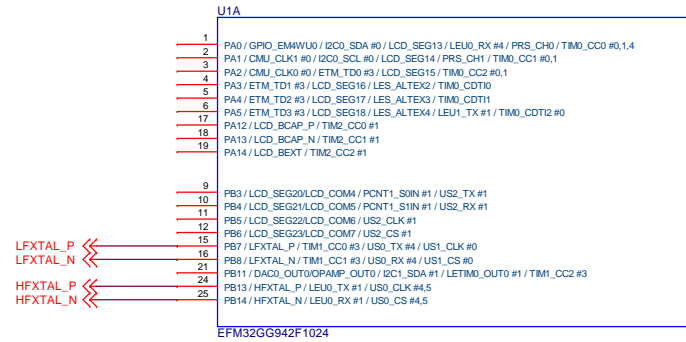 U1A
1 PA0 / GPIO_EM4WU0 / I2C0_SDA #0 / LCD_SEG13 / LEU0_RX #4 / PRS_CH0 / TIM0_CC0 #0,1,4
2 PA1 / CMU_CLK1 #0 / I2C0_SCL #0 / LCD_SEG14 / PRS_CH1 / TIM0_CC1 #0,1
3 PA2 / CMU_CLK0 #0 / ETM_TD0 #3 / LCD_SEG15 / TIM0_CC2 #0,1
4 PA3 / ETM_TD1 #3 / LCD_SEG16 / LES_ALTEX2 / TIM0_CDTI0
5 PA4 / ETM_TD2 #3 / LCD_SEG17 / LES_ALTEX3 / TIM0_CDTI1
6 PA5 / ETM_TD3 #3 / LCD_SEG18 / LES_ALTEX4 / LEU1_TX #1 / TIM0_CDTI2 #0
17 PA12 / LCD_BCAP_P / TIM2_CC0 #1
18 PA13 / LCD_BCAP_N / TIM2_CC1 #1
19 PA14 / LCD_BEXT / TIM2_CC2 #1
9 PB3 / LCD_SEG20/LCD_COM4 / PCNT1_S0IN #1 / US2_TX #1
10 PB4 / LCD_SEG21/LCD_COM5 / PCNT1_S1IN #1 / US2_RX #1
11 PB5 / LCD_SEG22/LCD_COM6 / US2_CLK #1
12 PB6 / LCD_SEG23/LCD_COM7 / US2_CS #1
LFXTAL_P 15 PB7 / LFXTAL_P / TIM1_CC0 #3 / US0_TX #4 / US1_CLK #0
LFXTAL_N 16 PB8 / LFXTAL_N / TIM1_CC1 #3 / US0_RX #4 / US1_CS #0
21 PB11 / DAC0_OUT0/OPAMP_OUT0 / I2C1_SDA #1 / LETIM0_OUT0 #1 / TIM1_CC2 #3
HFXTAL_P 24 PB13 / HFXTAL_P / LEU0_TX #1 / US0_CLK #4,5
HFXTAL_N 25 PB14 / HFXTAL_N / LEU0_RX #1 / US0_CS #4,5
EFM32GG942F1024